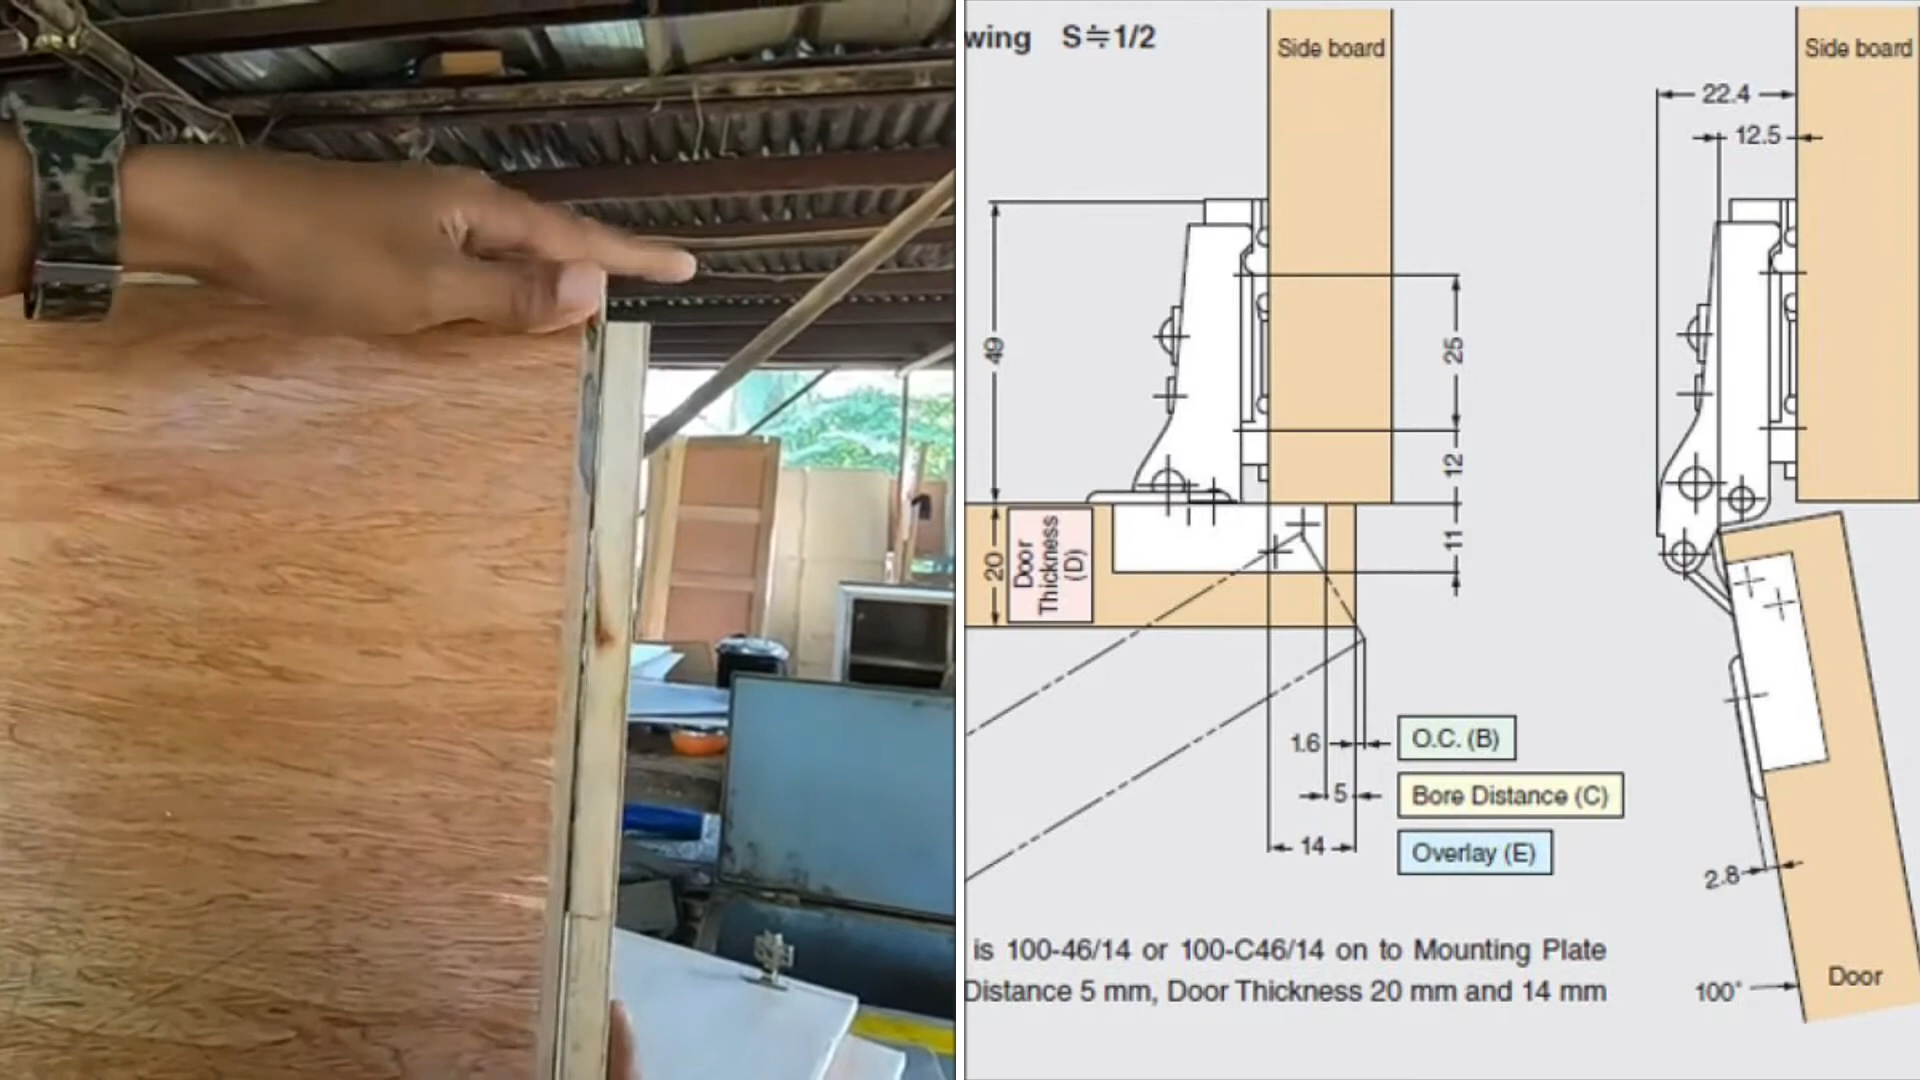 wing S≒1/2
Side board
Side board
22.4
12.5
49
25
12
11
20
Door
Thickness
(D)
1.6
O.C. (B)
5
Bore Distance (C)
14
Overlay (E)
2.8
is 100-46/14 or 100-C46/14 on to Mounting Plate
Distance 5 mm, Door Thickness 20 mm and 14 mm
100°
Door